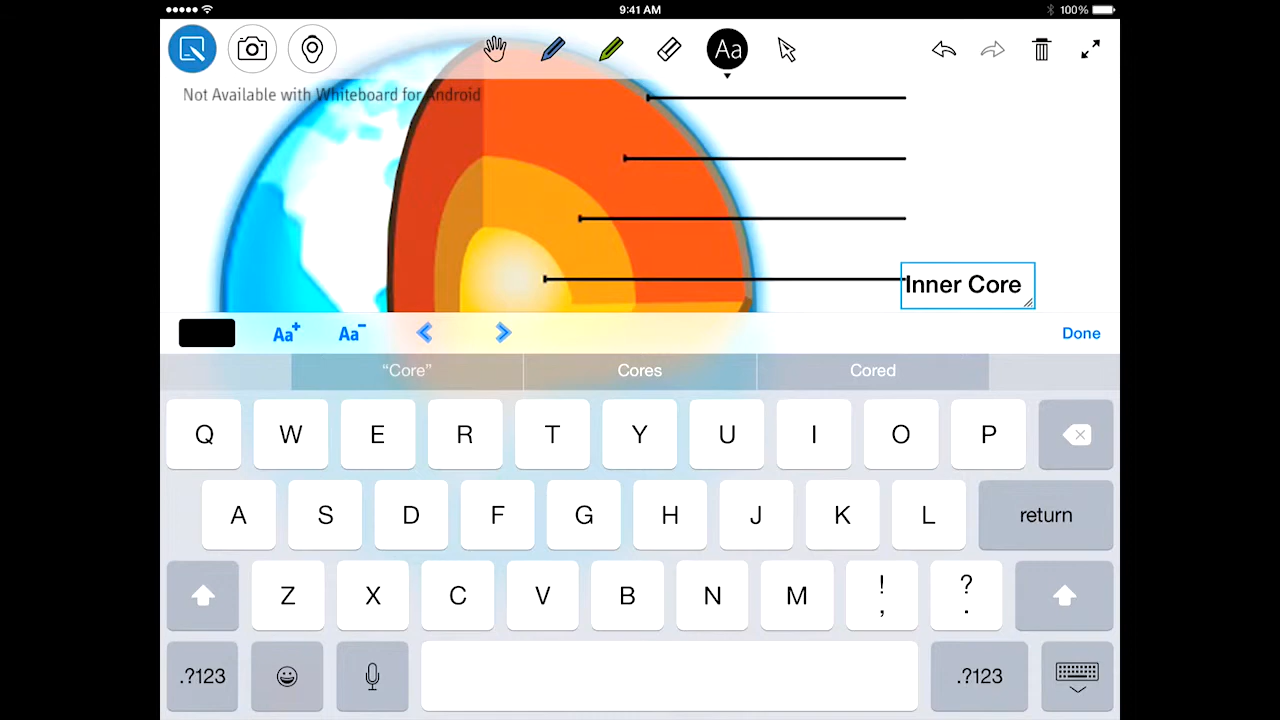 9:41 AM
100%
Aa
Not Available with Whiteboard for Android
Inner Core
Aa+ Aa- Done
“Core” Cores Cored
Q W E R T Y U I O P
A S D F G H J K L return
Z X C V B N M ! , ? .
.?123 .?123